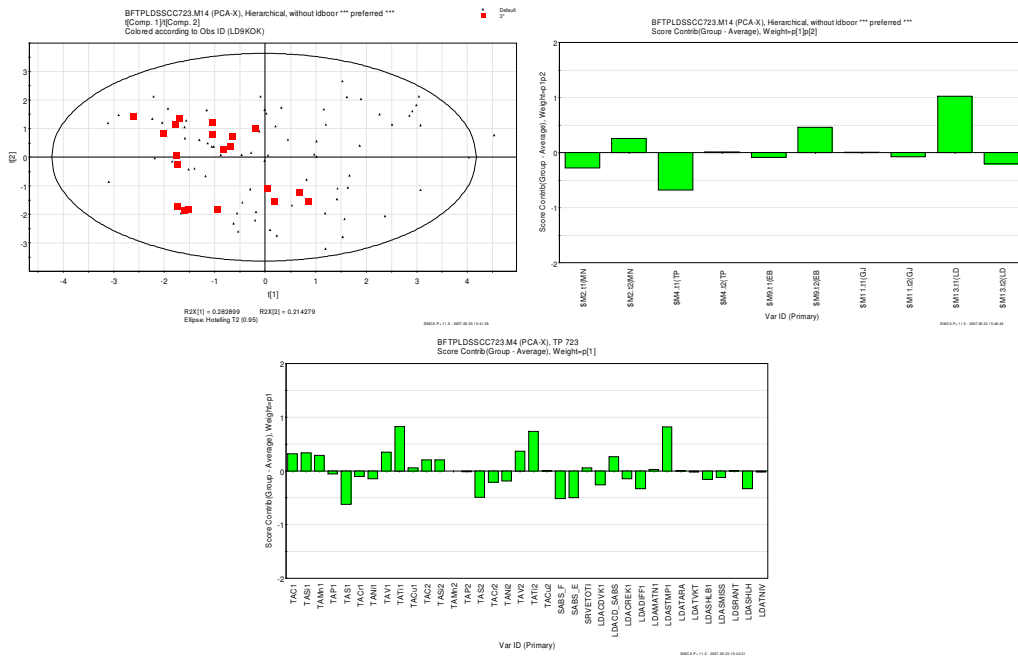 BFTPLDSSCC723.M14 (PCA-X), Hierarchical, without ldboor *** preferred ***
t[Comp. 1]/t[Comp. 2]
Colored according to Obs ID (LD9KOK)
Default
3*
t[2]
3
2
1
0
-1
-2
-3
-4
-3
-2
-1
0
1
2
3
4
t[1]
R2X[1] = 0.282899
R2X[2] = 0.214279
Ellipse: Hotelling T2 (0.95)
BFTPLDSSCC723.M14 (PCA-X), Hierarchical, without ldboor *** preferred ***
Score Contrib(Group - Average), Weight=p[1]p[2]
Score Contrib(Group - Average), Weight=p1p2
2
1
0
-1
-2
$M2.t1(MN
$M2.t2(MN
$M4.t1(TP
$M4.t2(TP
$M9.t1(EB
$M9.t2(EB
$M11.t1(GJ
$M11.t2(GJ
$M13.t1(LD
$M13.t2(LD
Var ID (Primary)
BFTPLDSSCC723.M4 (PCA-X), TP 723
Score Contrib(Group - Average), Weight=p[1]
Score Contrib(Group - Average), Weight=p1
2
1
0
-1
-2
TAC1
TASi1
TAMn1
TAP1
TAS1
TACr1
TANi1
TAV1
TATi1
TACu1
TAC2
TASi2
TAMn2
TAP2
TAS2
TACr2
TANi2
TAV2
TATi2
TACu2
SABS_F
SABS_E
SRVETOTI
LDACDVK1
LDACD_SABS
LDACREK1
LDADIFF1
LDAMATN1
LDASTMP1
LDATARA
LDATVKT
LDASHLB1
LDASMISS
LDSRANT
LDASHLH
LDATNIV
Var ID (Primary)